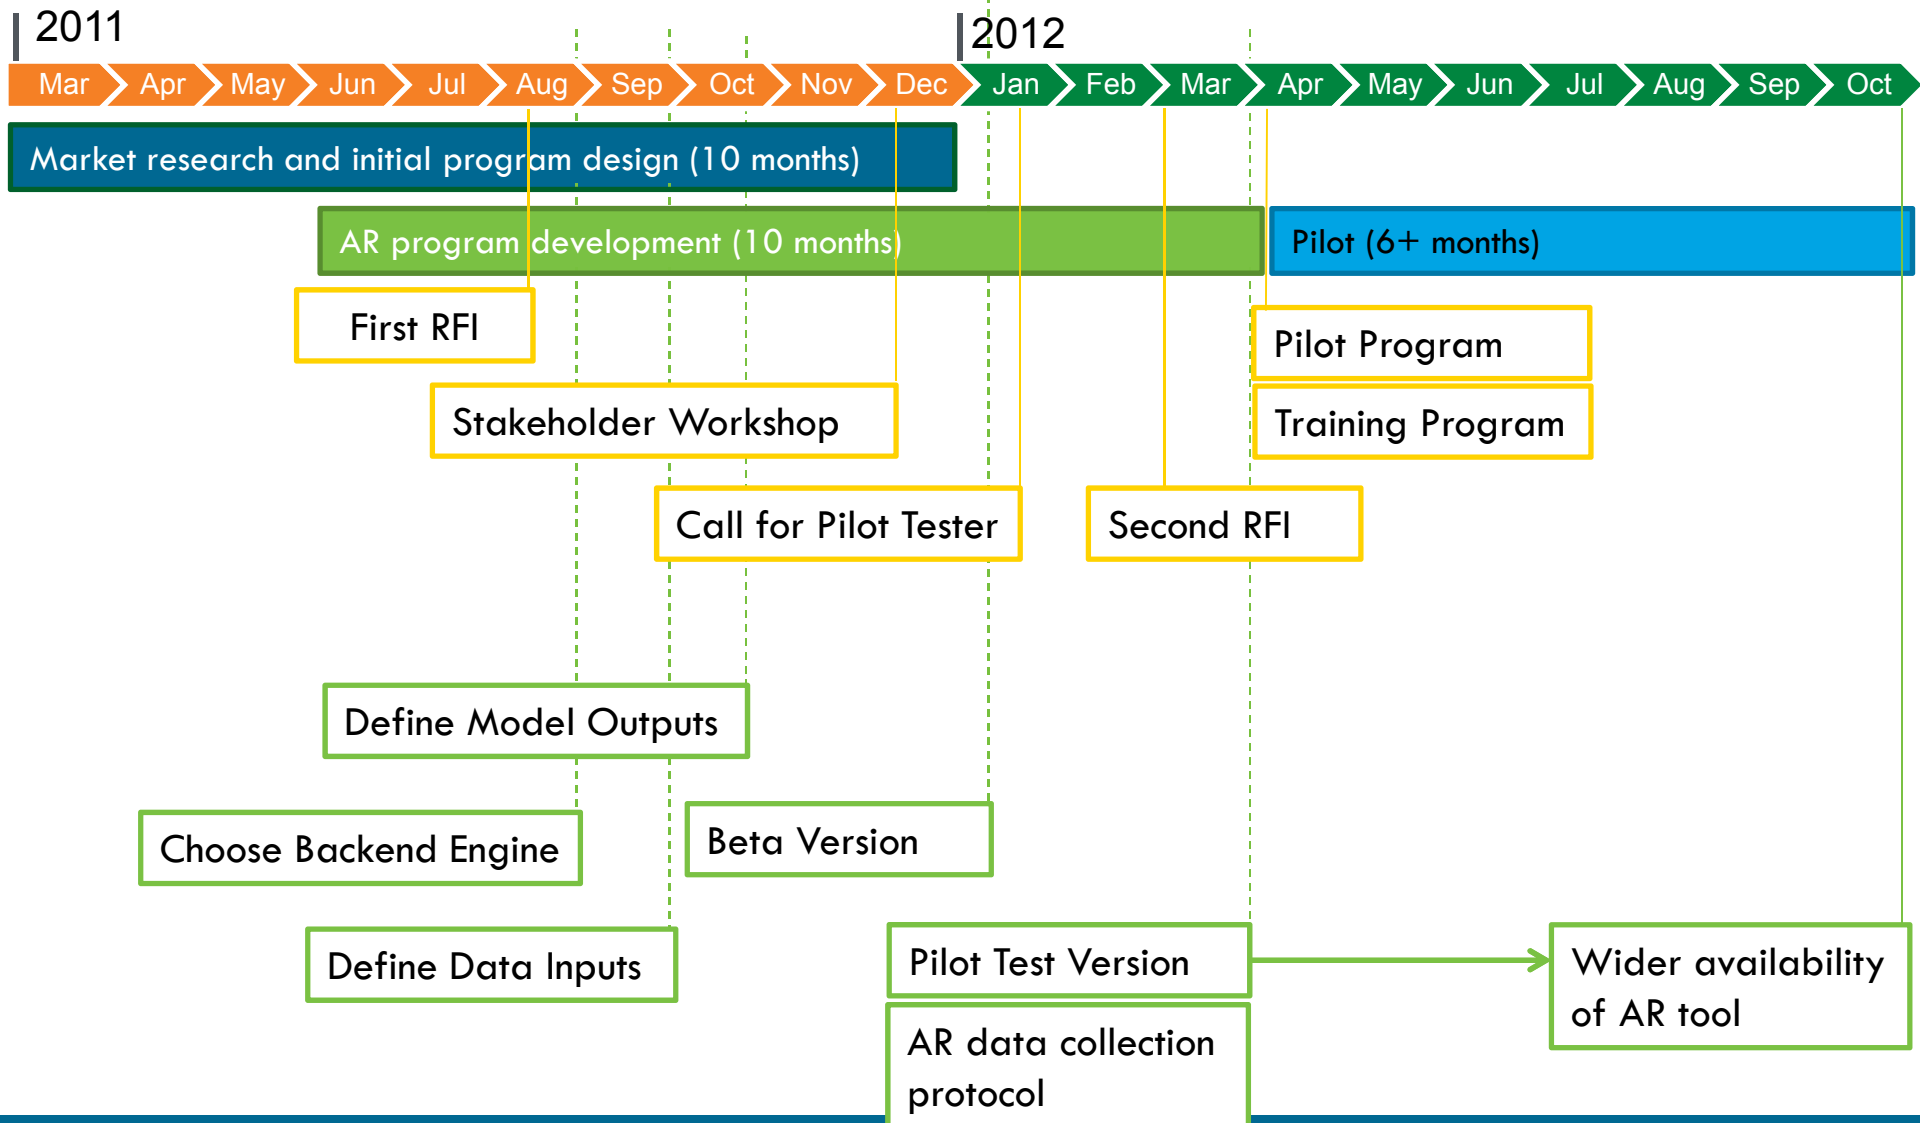 2011
2012
Mar Apr May Jun Jul Aug Sep Oct Nov Dec Jan Feb Mar Apr May Jun Jul Aug Sep Oct
Market research and initial program design (10 months)
AR program development (10 months)
Pilot (6+ months)
First RFI
Pilot Program
Stakeholder Workshop
Training Program
Call for Pilot Tester
Second RFI
Define Model Outputs
Choose Backend Engine
Beta Version
Define Data Inputs
Pilot Test Version
Wider availability
of AR tool
AR data collection
protocol